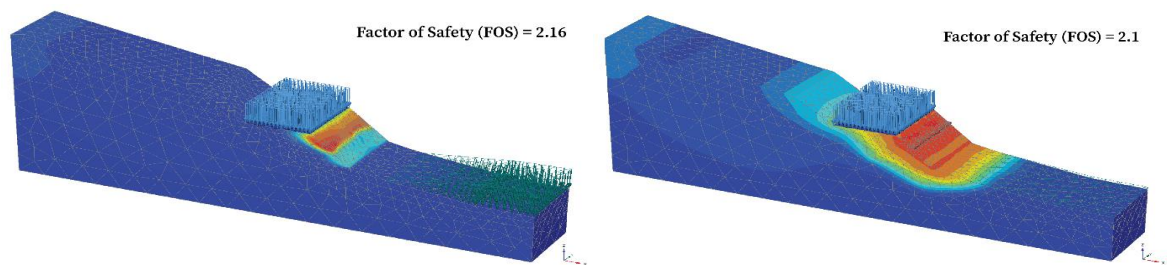 Factor of Safety (FOS) = 2.16
Factor of Safety (FOS) = 2.1